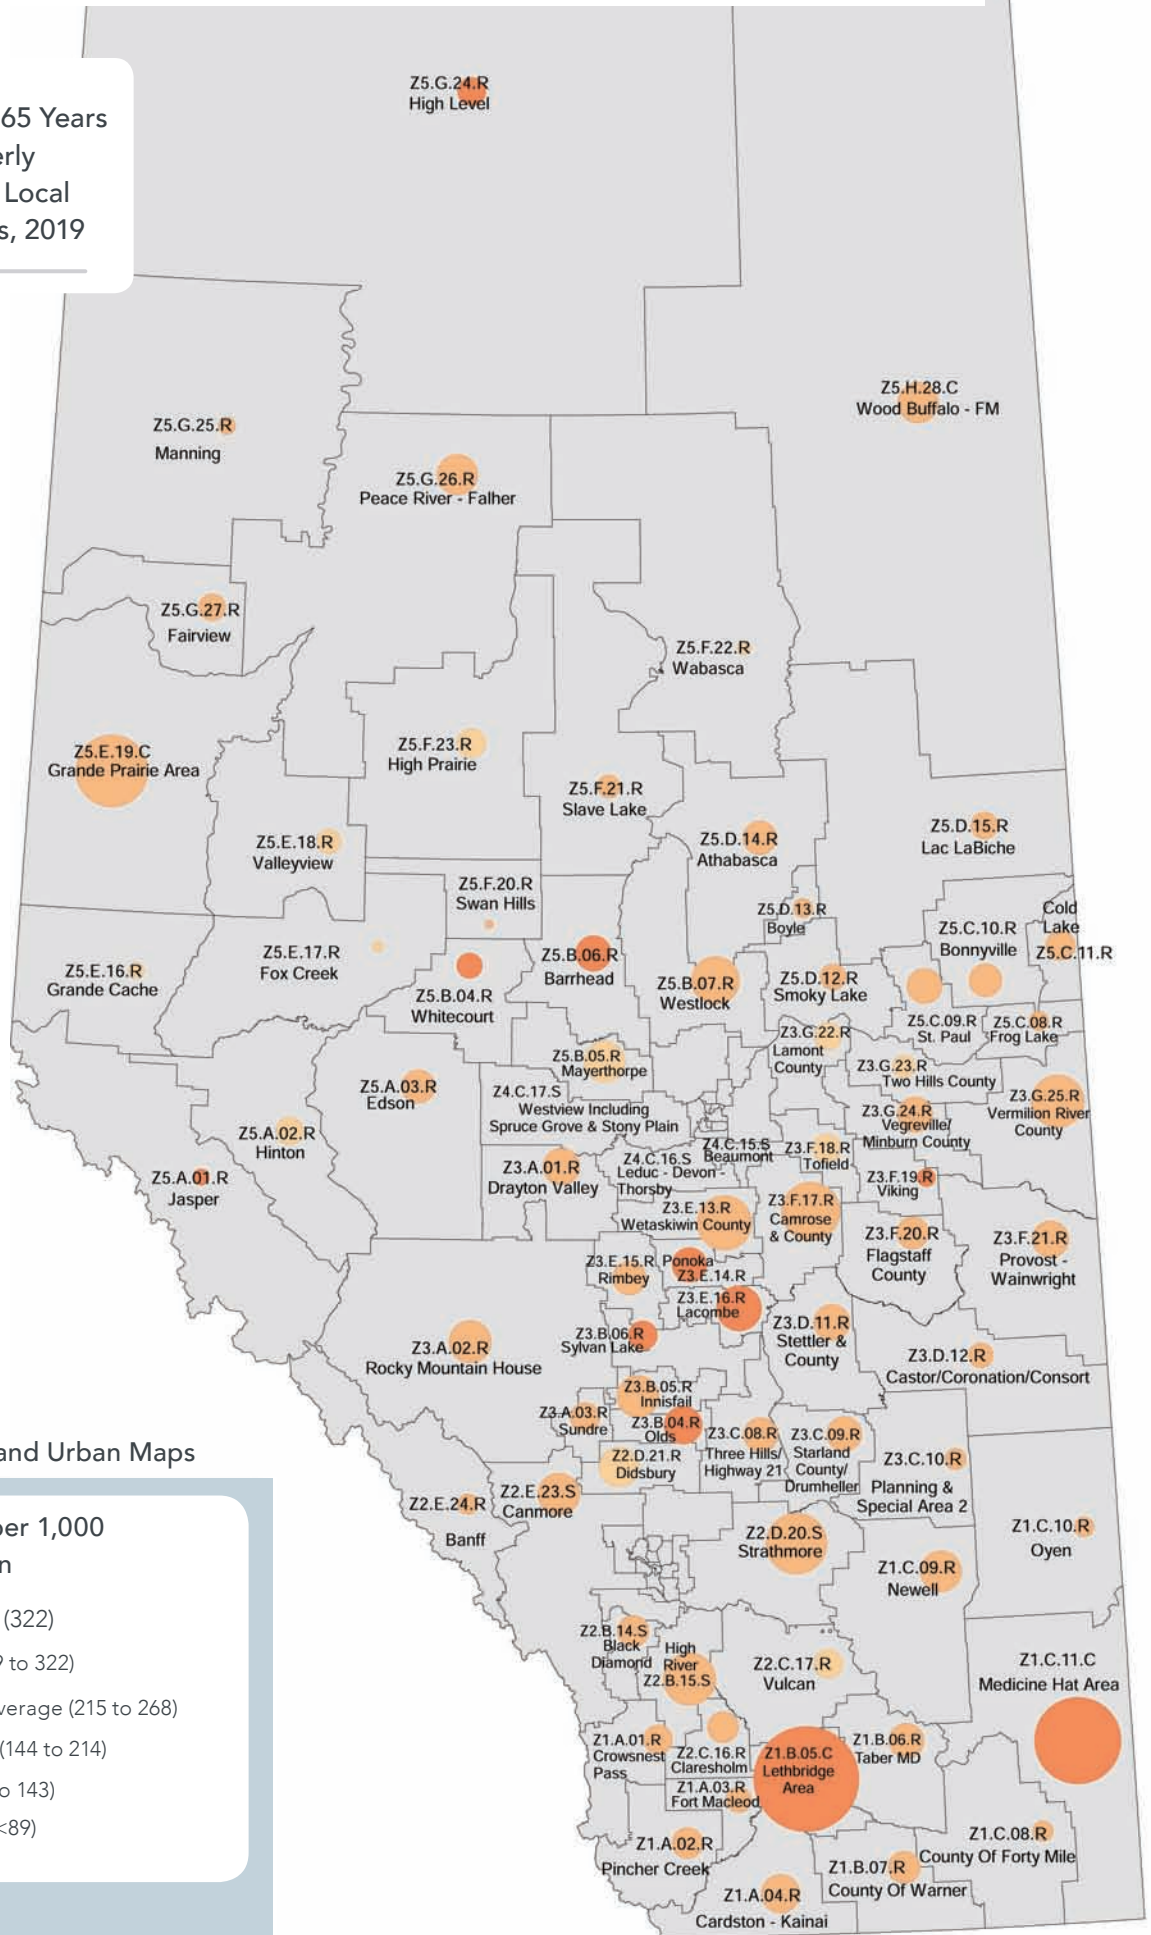 65 Years
erly
Local
s, 2019
Z5.G.24.R
High Level
Z5.H.28.C
Wood Buffalo - FM
Z5.G.25.R
Manning
Z5.G.26.R
Peace River - Falher
Z5.G.27.R
Fairview
Z5.F.22.R
Wabasca
Z5.E.19.C
Grande Prairie Area
Z5.F.23.R
High Prairie
Z5.F.21.R
Slave Lake
Z5.E.18.R
Valleyview
Z5.D.14.R
Athabasca
Z5.D.15.R
Lac LaBiche
Z5.F.20.R
Swan Hills
Z5.D.13.R
Boyle
Z5.C.10.R
Bonnyville
Cold
Lake
Z5.C.11.R
Z5.E.16.R
Grande Cache
Z5.E.17.R
Fox Creek
Z5.B.04.R
Whitecourt
Z5.B.06.R
Barrhead
Z5.B.07.R
Westlock
Z5.D.12.R
Smoky Lake
Z5.C.09.R
St. Paul
Z5.C.08.R
Frog Lake
Z3.G.22.R
Lamont
County
Z5.B.05.R
Mayerthorpe
Z3.G.23.R
Two Hills County
Z5.A.03.R
Edson
Z4.C.17.S
Westview Including
Spruce Grove & Stony Plain
Z3.G.24.R
Vegreville/
Minburn County
Z3.G.25.R
Vermilion River
County
Z5.A.02.R
Hinton
Z5.A.01.R
Jasper
Z3.A.01.R
Drayton Valley
Z4.C.16.S
Leduc - Devon -
Thorsby
Z4.C.15.S
Beaumont
Z3.F.18.R
Tofield
Z3.F.19.R
Viking
Z3.E.13.R
Wetaskiwin County
Z3.F.17.R
Camrose
& County
Z3.F.20.R
Flagstaff
County
Z3.F.21.R
Provost -
Wainwright
Z3.E.15.R
Rimbey
Ponoka
Z3.E.14.R
Z3.E.16.R
Lacombe
Z3.A.02.R
Rocky Mountain House
Z3.B.06.R
Sylvan Lake
Z3.D.11.R
Stettler &
County
Z3.D.12.R
Castor/Coronation/Consort
Z3.B.05.R
Innisfail
Z3.A.03.R
Sundre
Z3.B.04.R
Olds
Z3.C.08.R
Three Hills/
Highway 21
Z3.C.09.R
Starland
County/
Drumheller
Z3.C.10.R
Planning &
Special Area 2
Z2.D.21.R
Didsbury
Z2.E.24.R
Banff
Z2.E.23.S
Canmore
Z2.D.20.S
Strathmore
Z1.C.10.R
Oyen
Z1.C.09.R
Newell
Z2.B.14.S
Black
Diamond
High
River
Z2.B.15.S
Z2.C.17.R
Vulcan
Z1.C.11.C
Medicine Hat Area
Z1.A.01.R
Crowsnest
Pass
Z2.C.16.R
Claresholm
Z1.B.05.C
Lethbridge
Area
Z1.B.06.R
Taber MD
Z1.A.03.R
Fort Macleod
Z1.A.02.R
Pincher Creek
Z1.C.08.R
County Of Forty Mile
Z1.B.07.R
County Of Warner
Z1.A.04.R
Cardston - Kainai
and Urban Maps
per 1,000
n
(322)
9 to 322)
verage (215 to 268)
(144 to 214)
o 143)
<89)